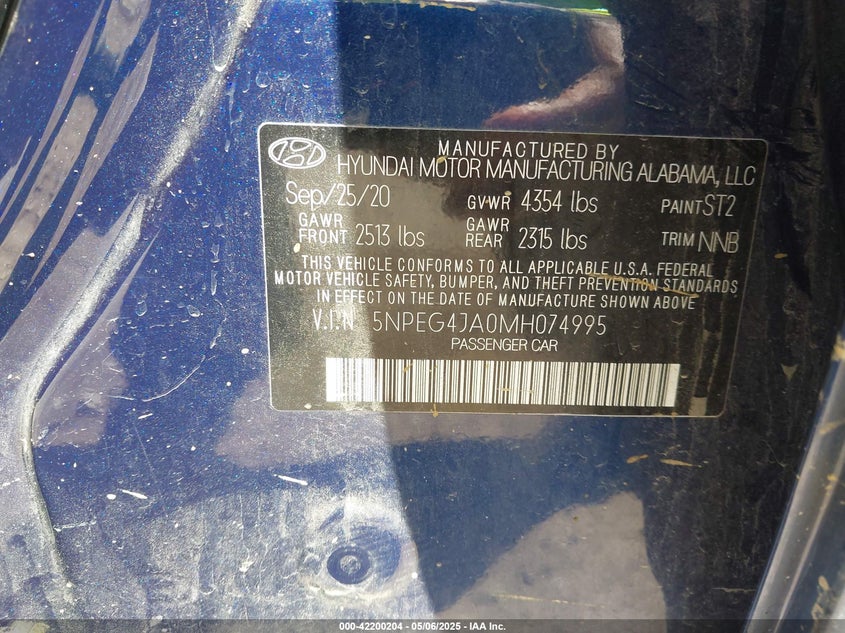 MANUFACTURED BY
HYUNDAI MOTOR MANUFACTURING ALABAMA, LLC
Sep/25/20 GVWR 4354 lbs PAINT ST2
GAWR FRONT 2513 lbs GAWR REAR 2315 lbs TRIM NNB
THIS VEHICLE CONFORMS TO ALL APPLICABLE U.S.A. FEDERAL
MOTOR VEHICLE SAFETY, BUMPER, AND THEFT PREVENTION STANDARDS
IN EFFECT ON THE DATE OF MANUFACTURE SHOWN ABOVE
V.I.N 5NPEG4JA0MH074995
PASSENGER CAR
000-42200204 - 05/06/2025 - IAA Inc.